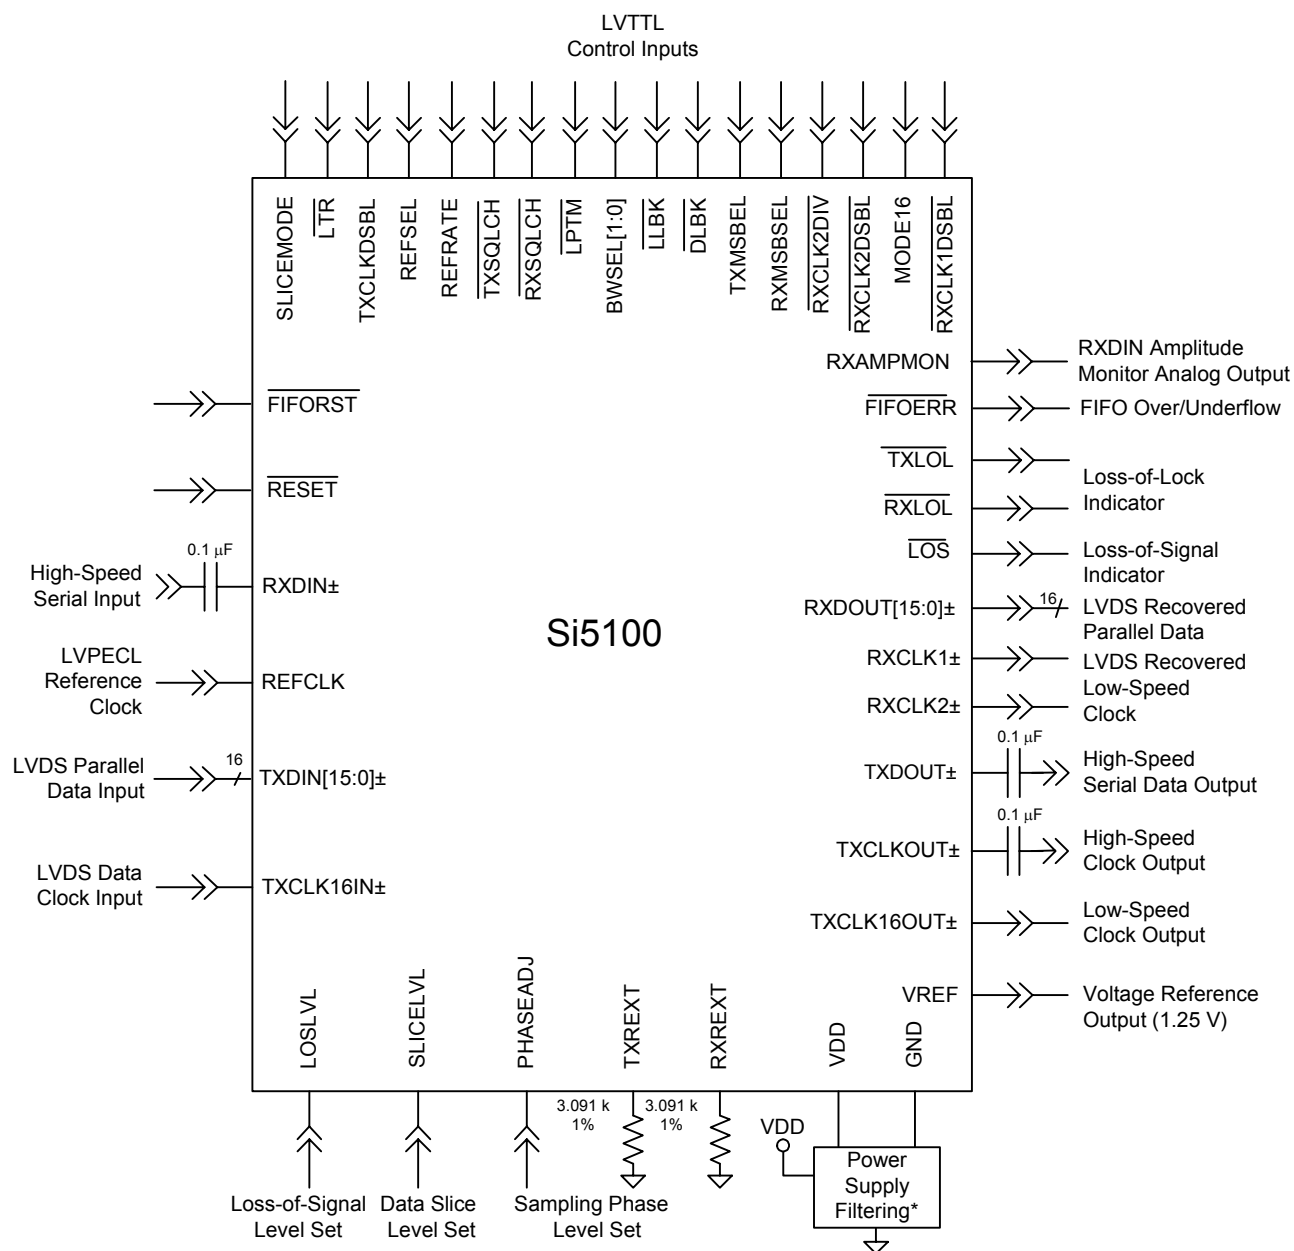 LVTTL
Control Inputs
SLICEMODE
LTR
TXCLKDSBL
REFSEL
REFRATE
TXSQLCH
RXSQLCH
LPTM
BWSEL[1:0]
LLBK
DLBK
TXMSBEL
RXMSBSEL
RXCLK2DIV
RXCLK2DSBL
MODE16
RXCLK1DSBL
FIFORST
RESET
0.1 µF
High-Speed
Serial Input
RXDIN±
LVPECL
Reference
Clock
REFCLK
LVDS Parallel
Data Input
16
TXDIN[15:0]±
LVDS Data
Clock Input
TXCLK16IN±
Si5100
RXAMPMON
RXDIN Amplitude
Monitor Analog Output
FIFOERR
FIFO Over/Underflow
TXLOL
RXLOL
Loss-of-Lock
Indicator
LOS
Loss-of-Signal
Indicator
RXDOUT[15:0]±
16
LVDS Recovered
Parallel Data
RXCLK1±
RXCLK2±
LVDS Recovered
Low-Speed
Clock
0.1 µF
TXDOUT±
High-Speed
Serial Data Output
0.1 µF
TXCLKOUT±
High-Speed
Clock Output
TXCLK16OUT±
Low-Speed
Clock Output
VREF
Voltage Reference
Output (1.25 V)
LOSLVL
SLICELVL
PHASEADJ
TXREXT
RXREXT
VDD
GND
3.091 k
1%
3.091 k
1%
VDD
Power
Supply
Filtering*
Loss-of-Signal
Level Set
Data Slice
Level Set
Sampling Phase
Level Set